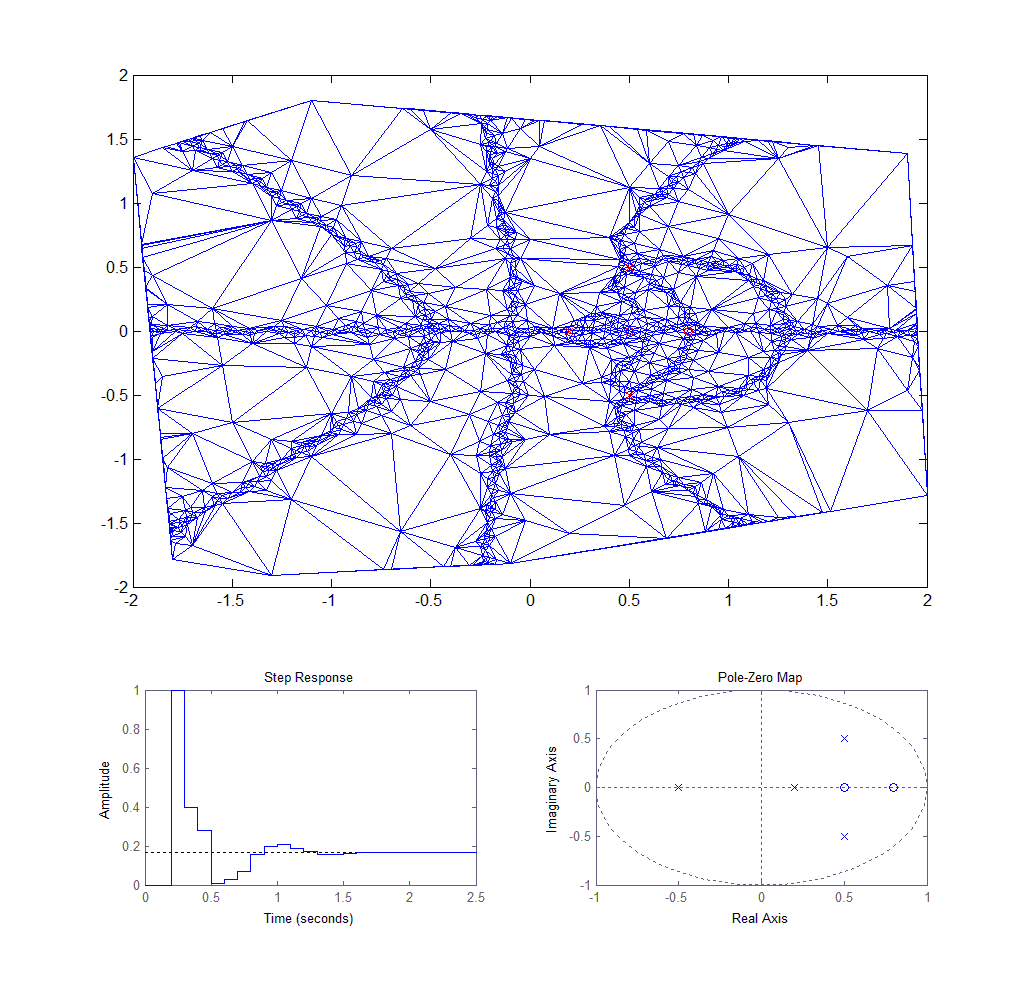 2
1.5
1
0.5
0
-0.5
-1
-1.5
-2
-2 -1.5 -1 -0.5 0 0.5 1 1.5 2
Step Response
1
0.8
0.6
0.4
0.2
0
Amplitude
0 0.5 1 1.5 2 2.5
Time (seconds)
Pole-Zero Map
1
0.5
0
-0.5
-1
Imaginary Axis
-1 -0.5 0 0.5 1
Real Axis